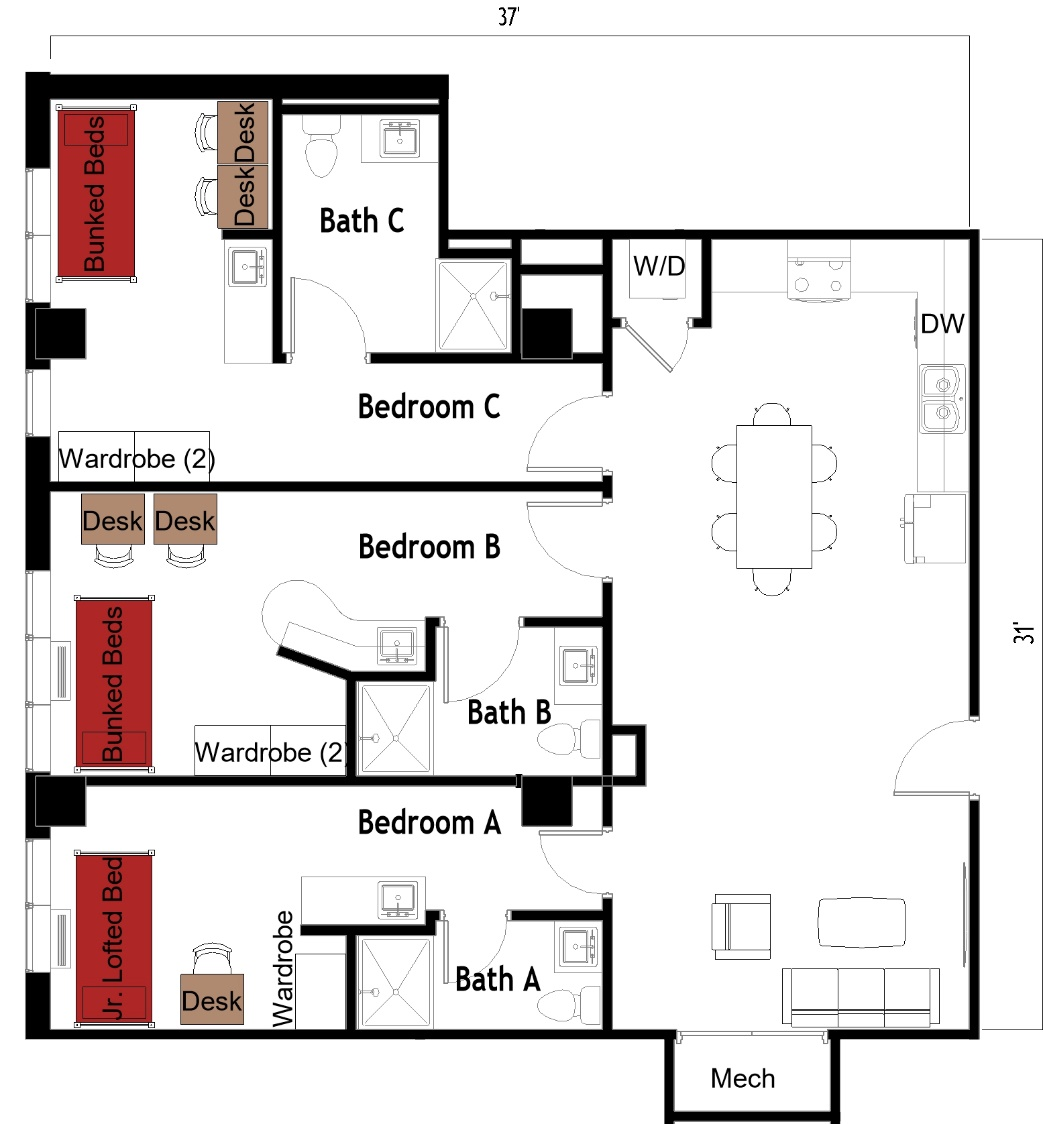 37'
Bunked Beds
Desk
Desk
Bath C
W/D
DW
Bedroom C
Wardrobe (2)
Desk
Desk
Bedroom B
Bunked Beds
31'
Bath B
Wardrobe (2)
Bedroom A
Jr. Lofted Bed
Wardrobe
Desk
Bath A
Mech